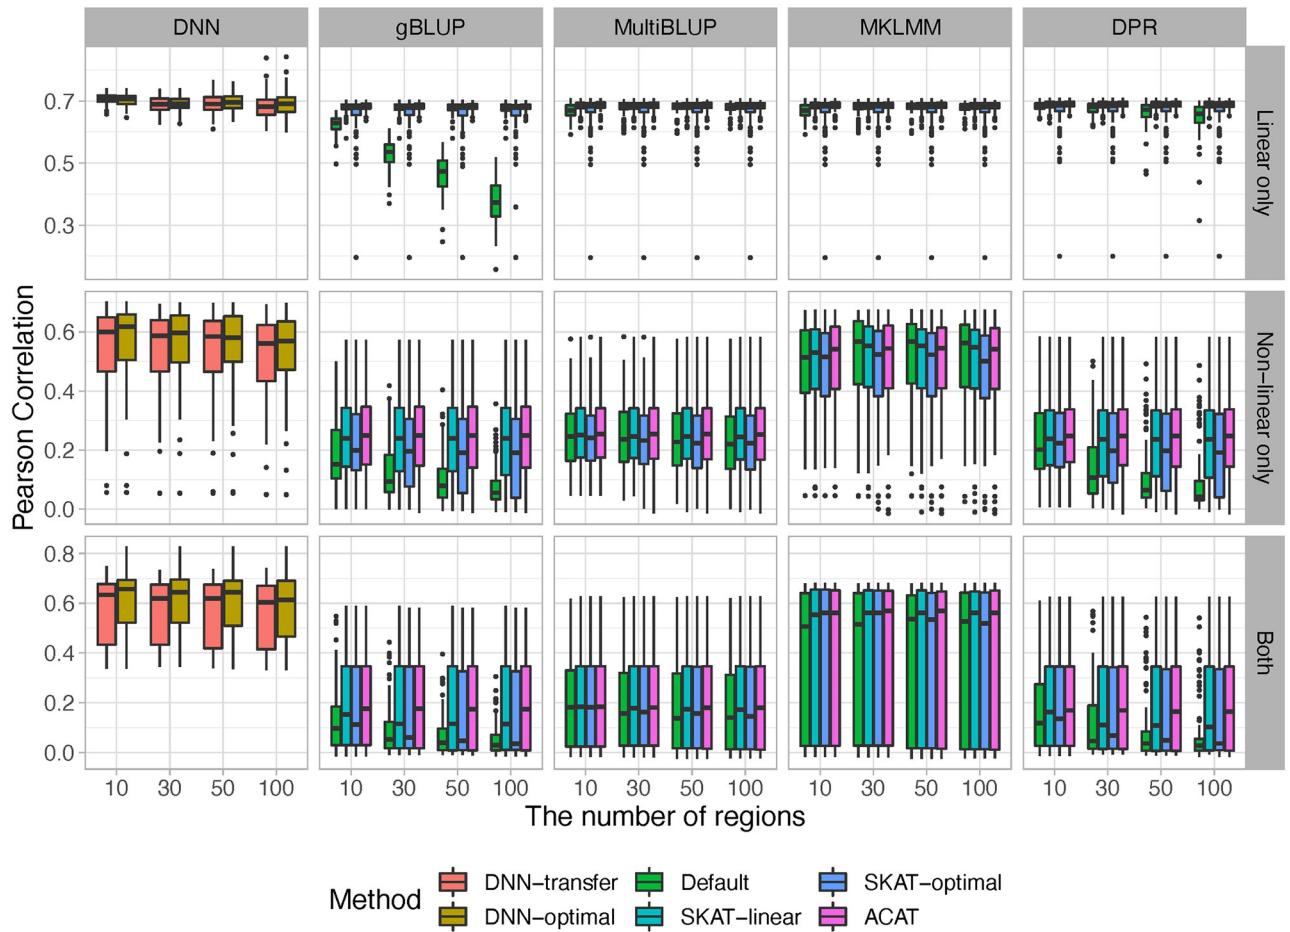 DNN gBLUP MultiBLUP MKLMM DPR
0.7
0.5
0.3
Linear only
Pearson Correlation
0.6
0.4
0.2
0.0
Non−linear only
0.8
0.6
0.4
0.2
0.0
Both
10 30 50 100 10 30 50 100 10 30 50 100 10 30 50 100 10 30 50 100
The number of regions
Method
DNN−transfer Default SKAT−optimal
DNN−optimal SKAT−linear ACAT